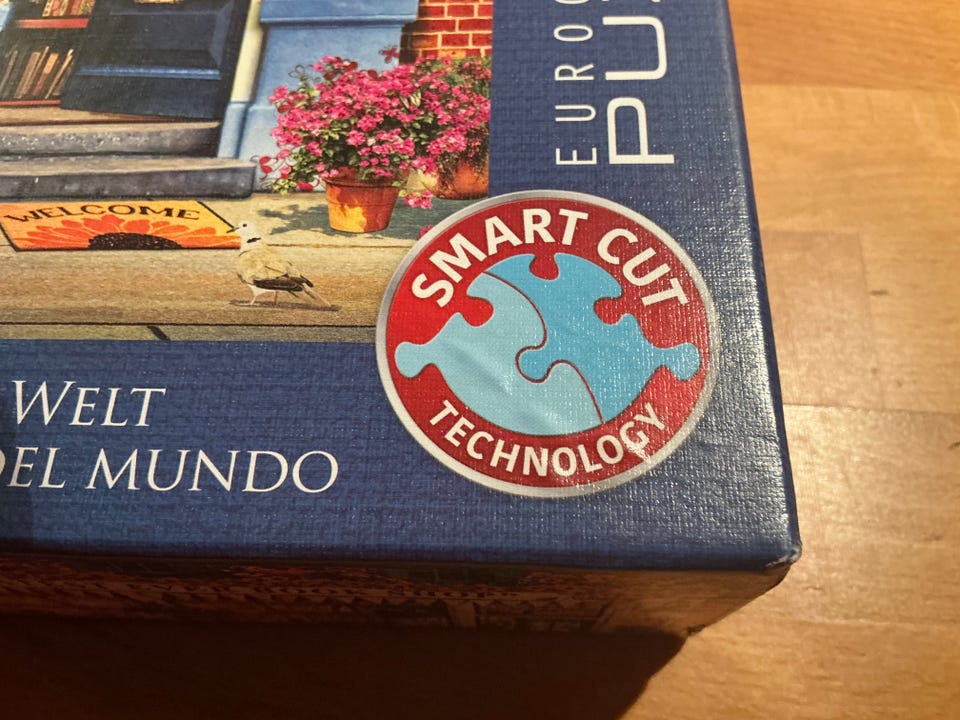 EURO
PU
WELCOME
SMART CUT
TECHNOLOGY
WELT
DEL MUNDO